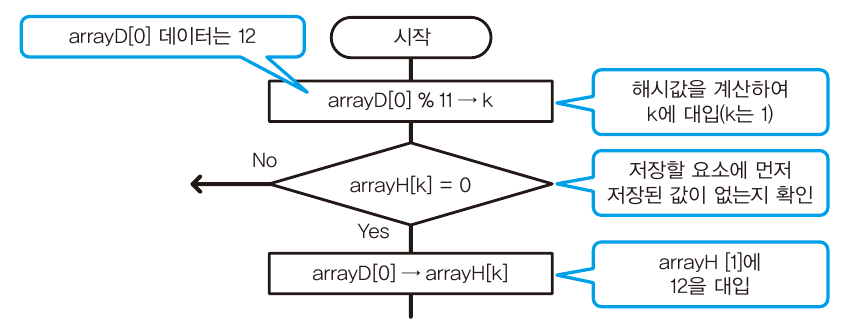 arrayD[0] 데이터는 12
시작
arrayD[0] % 11 → k
해시값을 계산하여
k에 대입(k는 1)
No
arrayH[k] = 0
저장할 요소에 먼저
저장된 값이 없는지 확인
Yes
arrayD[0] → arrayH[k]
arrayH [1]에
12을 대입